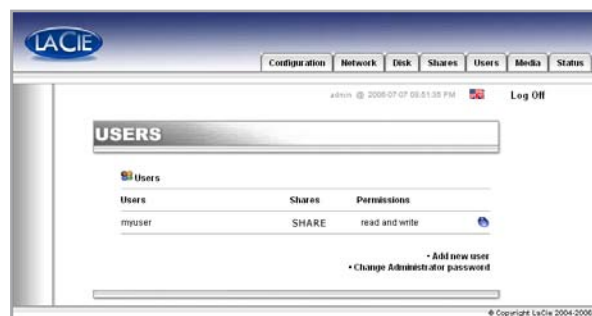 LACIE
Configuration Network Disk Shares Users Media Status
admin @ 2006-07-07 03:51:35 PM Log Off
USERS
Users
Users Shares Permissions
myuser SHARE read and write
• Add new user
• Change Administrator password
© Copyright LaCie 2004-2006